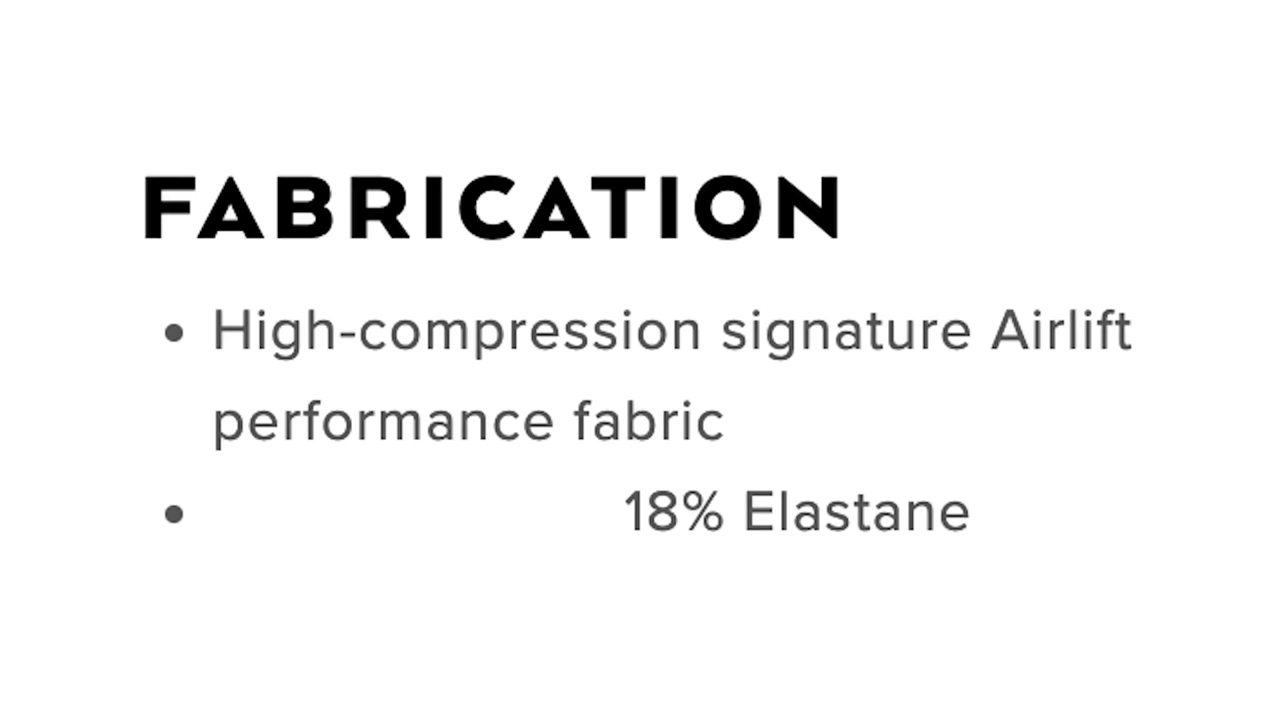 FABRICATION
• High-compression signature Airlift
performance fabric
• 18% Elastane